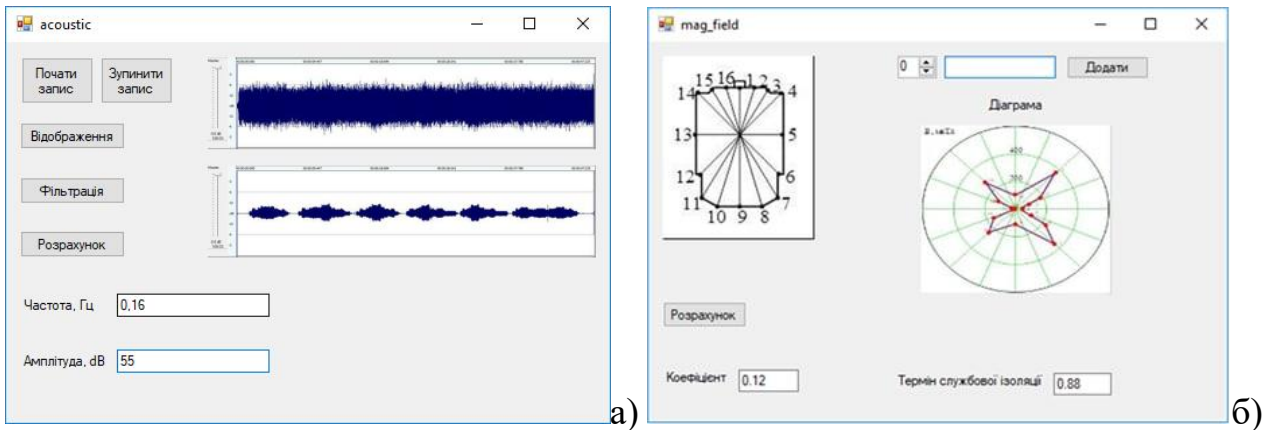 acoustic
Почати запис
Зупинити запис
Відображення
Фільтрація
Розрахунок
Частота, Гц 0,16
Амплітуда, dB 55
а)
mag_field
0 Додати
Діаграма
15 16 1 2 3 4
14
13 5
12 6
11 7
10 9 8
400
Розрахунок
Коефіцієнт 0.12
Термін службової ізоляції 0.88
б)